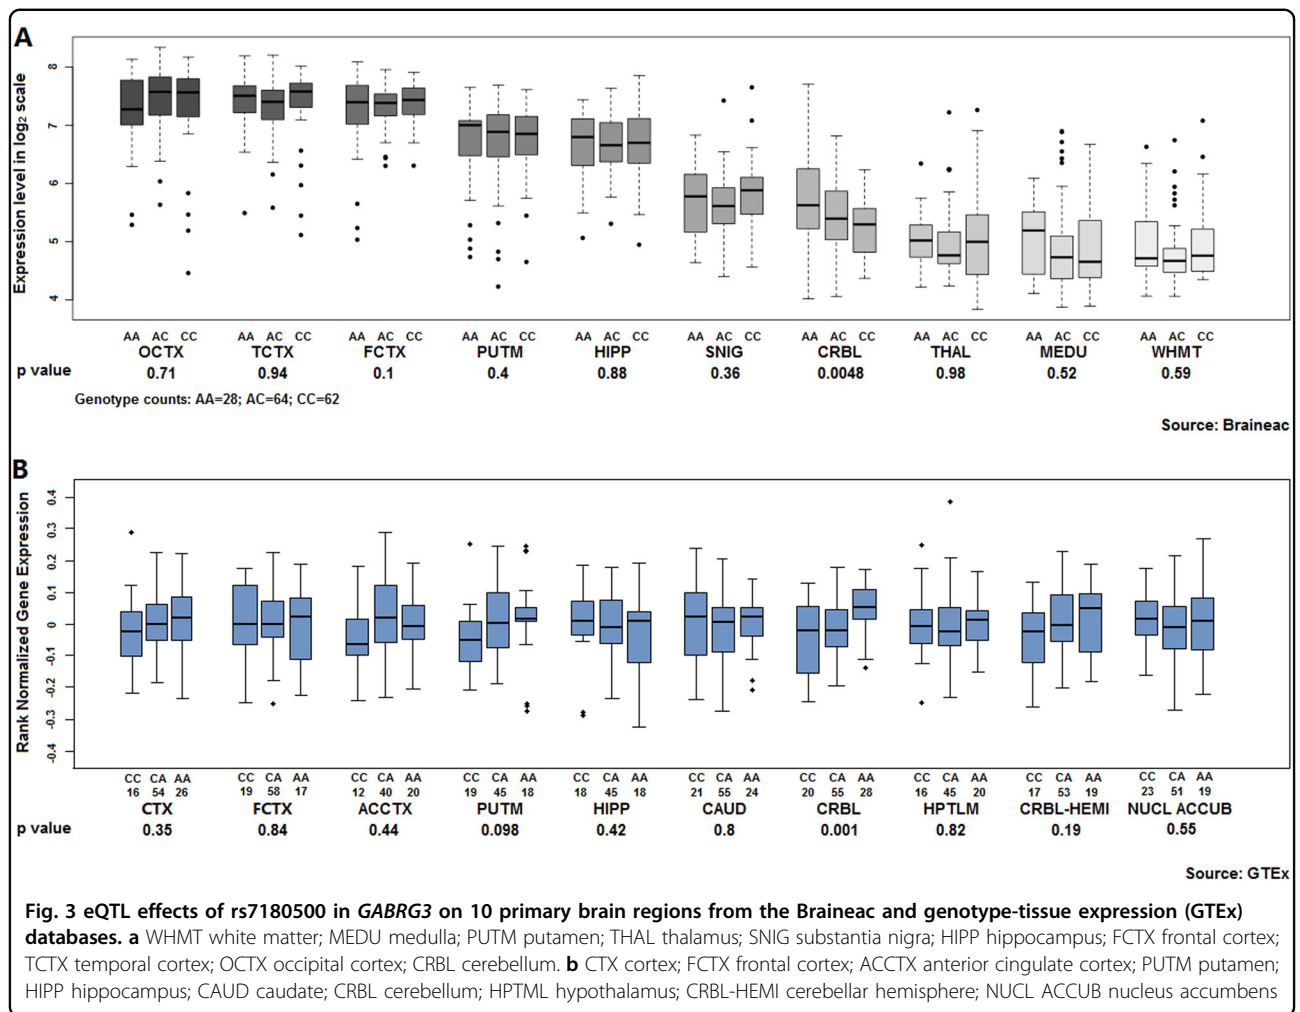 A
Expression level in log2 scale
8
7
6
5
4
AA AC CC AA AC CC AA AC CC AA AC CC AA AC CC AA AC CC AA AC CC AA AC CC AA AC CC AA AC CC
OCTX TCTX FCTX PUTM HIPP SNIG CRBL THAL MEDU WHMT
p value 0.71 0.94 0.1 0.4 0.88 0.36 0.0048 0.98 0.52 0.59
Genotype counts: AA=28; AC=64; CC=62
Source: Braineac
B
Rank Normalized Gene Expression
0.4
0.3
0.2
0.1
0
-0.1
-0.2
-0.3
-0.4
CC CA AA CC CA AA CC CA AA CC CA AA CC CA AA CC CA AA CC CA AA CC CA AA CC CA AA CC CA AA
16 54 26 19 58 17 12 40 20 19 45 18 18 45 18 21 55 24 20 55 28 16 45 20 17 53 19 23 51 19
CTX FCTX ACCTX PUTM HIPP CAUD CRBL HPTLM CRBL-HEMI NUCL ACCUB
p value 0.35 0.84 0.44 0.098 0.42 0.8 0.001 0.82 0.19 0.55
Source: GTEx
Fig. 3 eQTL effects of rs7180500 in GABRG3 on 10 primary brain regions from the Braineac and genotype-tissue expression (GTEx)
databases. a WHMT white matter; MEDU medulla; PUTM putamen; THAL thalamus; SNIG substantia nigra; HIPP hippocampus; FCTX frontal cortex;
TCTX temporal cortex; OCTX occipital cortex; CRBL cerebellum. b CTX cortex; FCTX frontal cortex; ACCTX anterior cingulate cortex; PUTM putamen;
HIPP hippocampus; CAUD caudate; CRBL cerebellum; HPTML hypothalamus; CRBL-HEMI cerebellar hemisphere; NUCL ACCUB nucleus accumbens